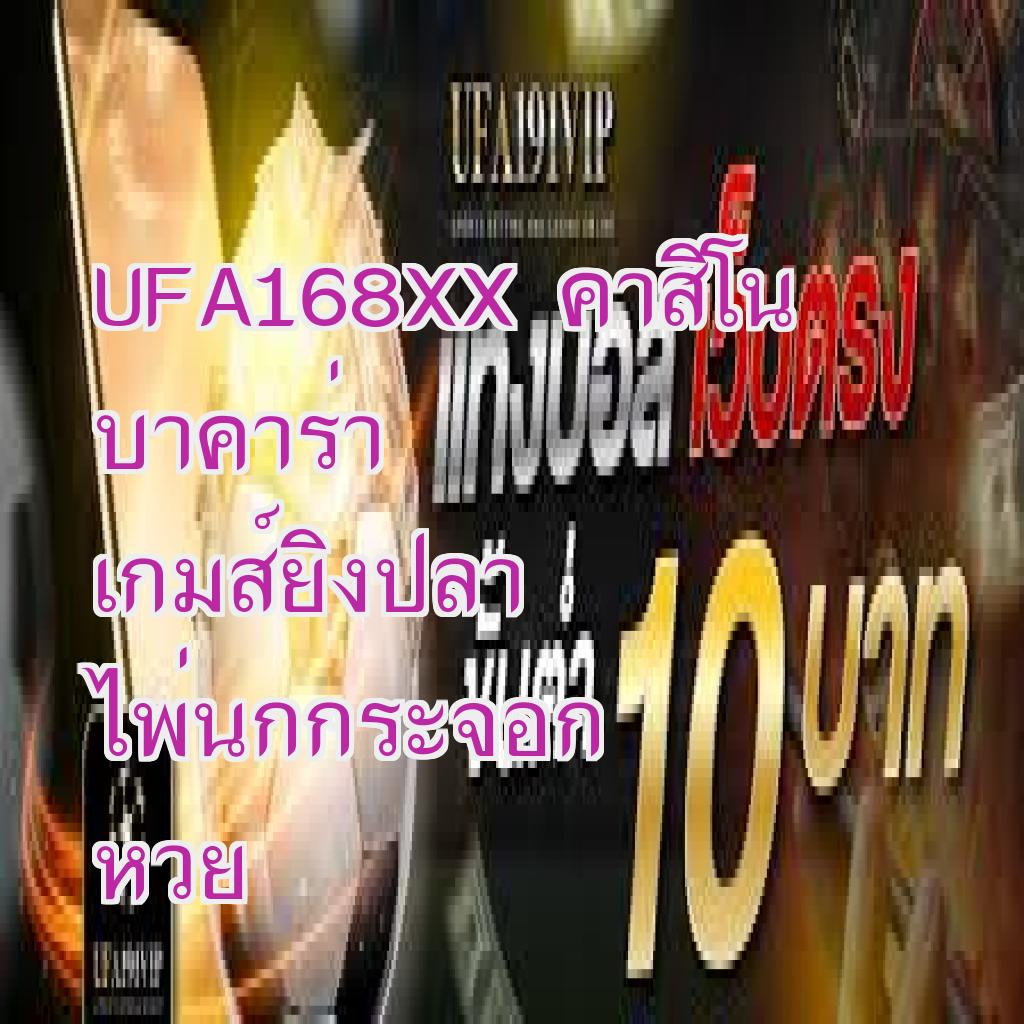 UFA191VIP
UFA168XX คาสิโน
แทงบอล เว็บตรง
บาคาร่า
เกมส์ยิงปลา
ขั้นต่ำ 10 บาท
ไพ่นกกระจอก
หวย
UFA191VIP